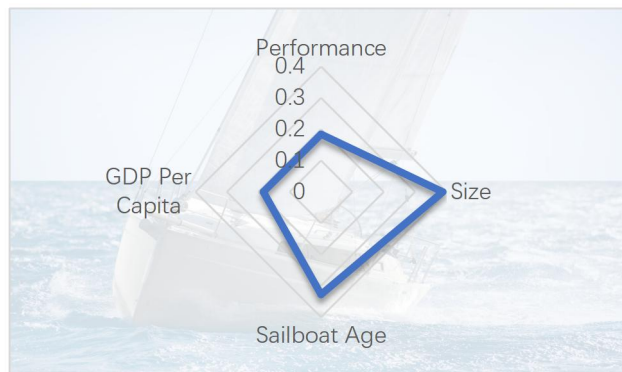 Performance
0.4
0.3
0.2
0.1
0
GDP Per
Capita
Size
Sailboat Age